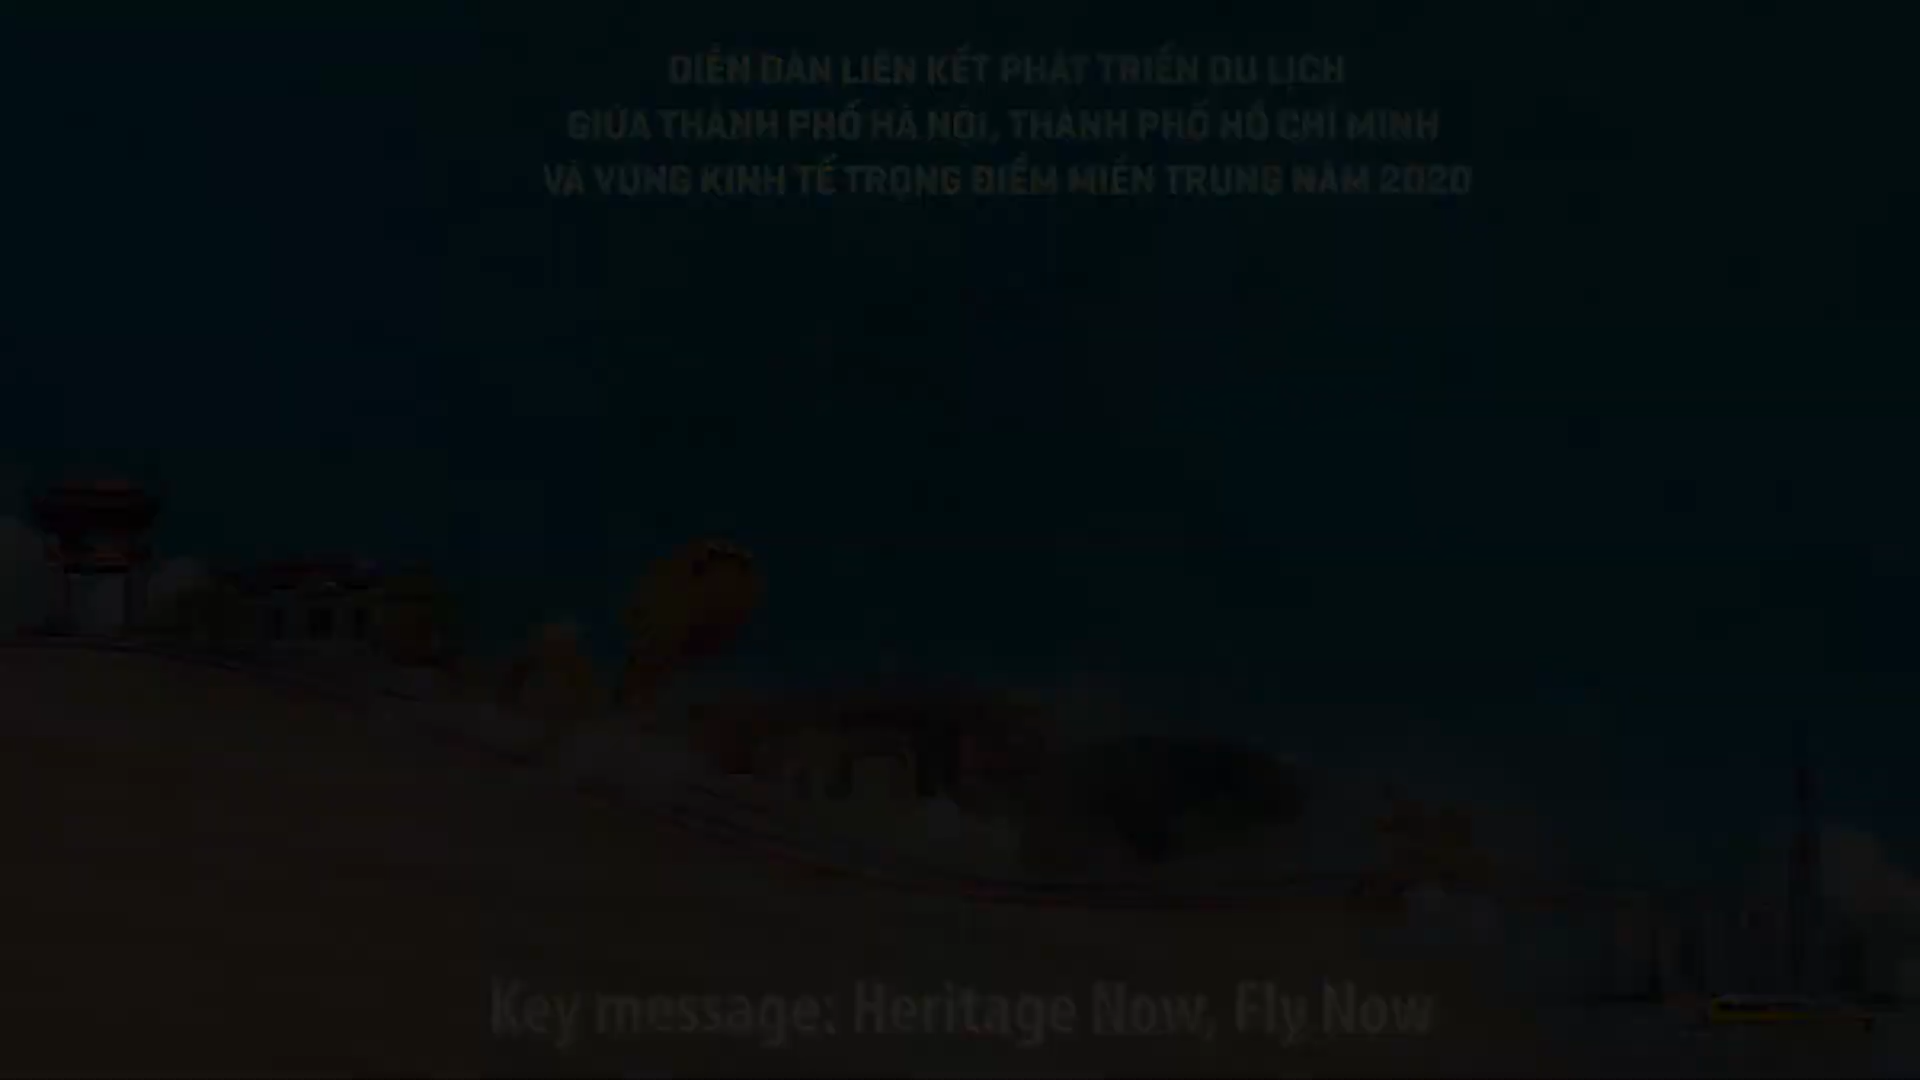 DIỄN ĐÀN LIÊN KẾT PHÁT TRIỂN DU LỊCH
GIỮA THÀNH PHỐ HÀ NỘI, THÀNH PHỐ HỒ CHÍ MINH
VÀ VÙNG KINH TẾ TRỌNG ĐIỂM MIỀN TRUNG NĂM 2020
Key message: Heritage Now, Fly Now